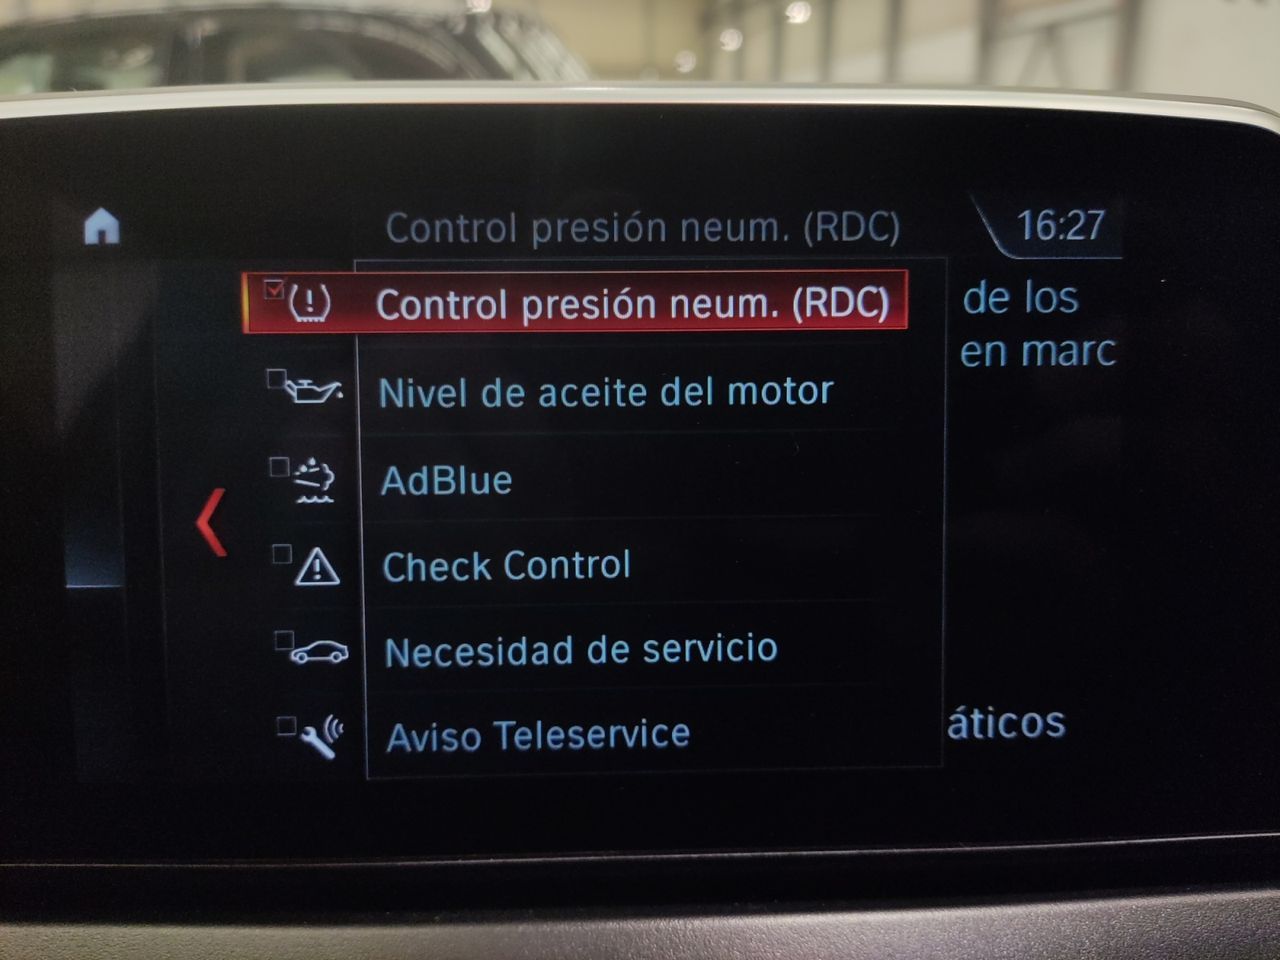 Control presión neum. (RDC)
16:27
Control presión neum. (RDC)
de los
en marc
Nivel de aceite del motor
AdBlue
Check Control
Necesidad de servicio
Aviso Teleservice
áticos